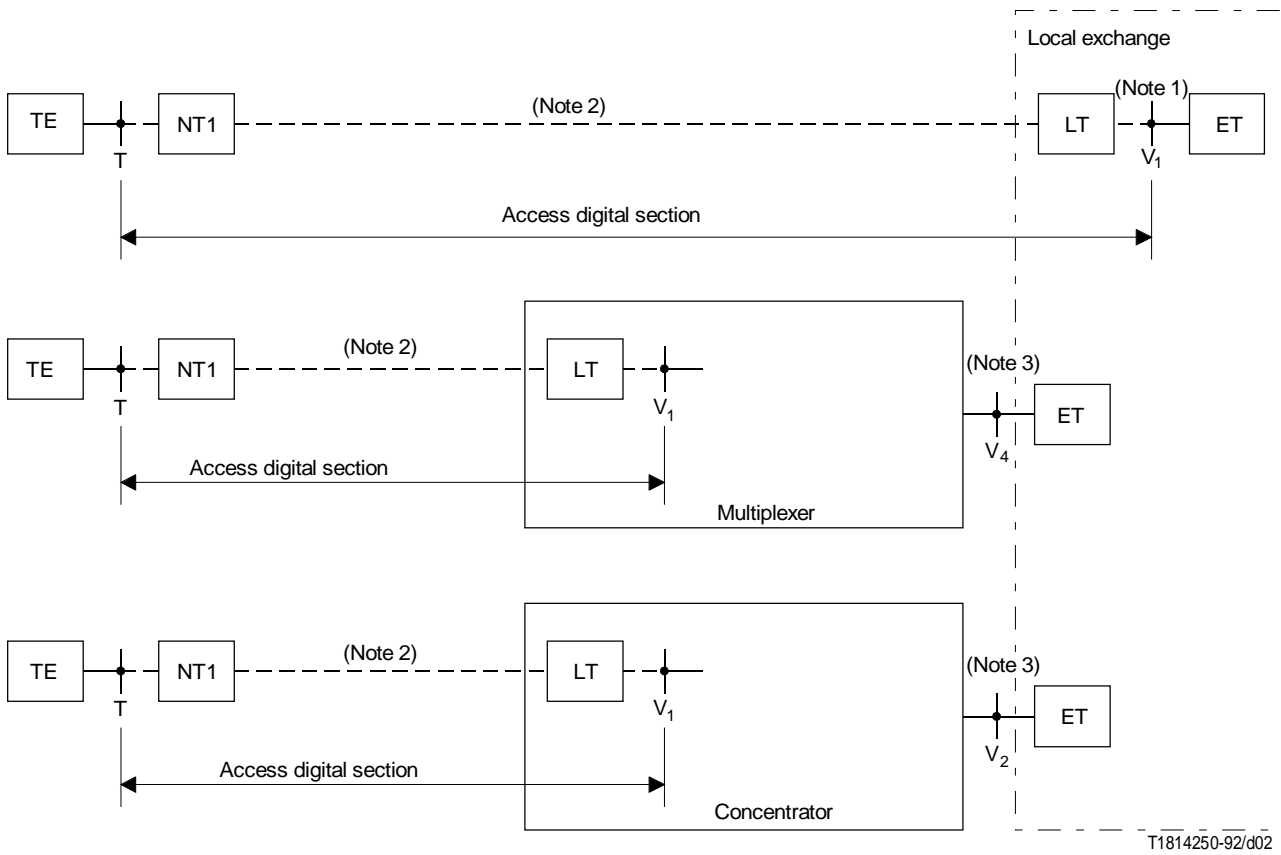 Local exchange
(Note 1)
(Note 2)
TE
NT1
LT
ET
T
V1
Access digital section
(Note 2)
(Note 3)
TE
NT1
LT
ET
T
V1
V4
Access digital section
Multiplexer
(Note 2)
(Note 3)
TE
NT1
LT
ET
T
V1
V2
Access digital section
Concentrator
T1814250-92/d02